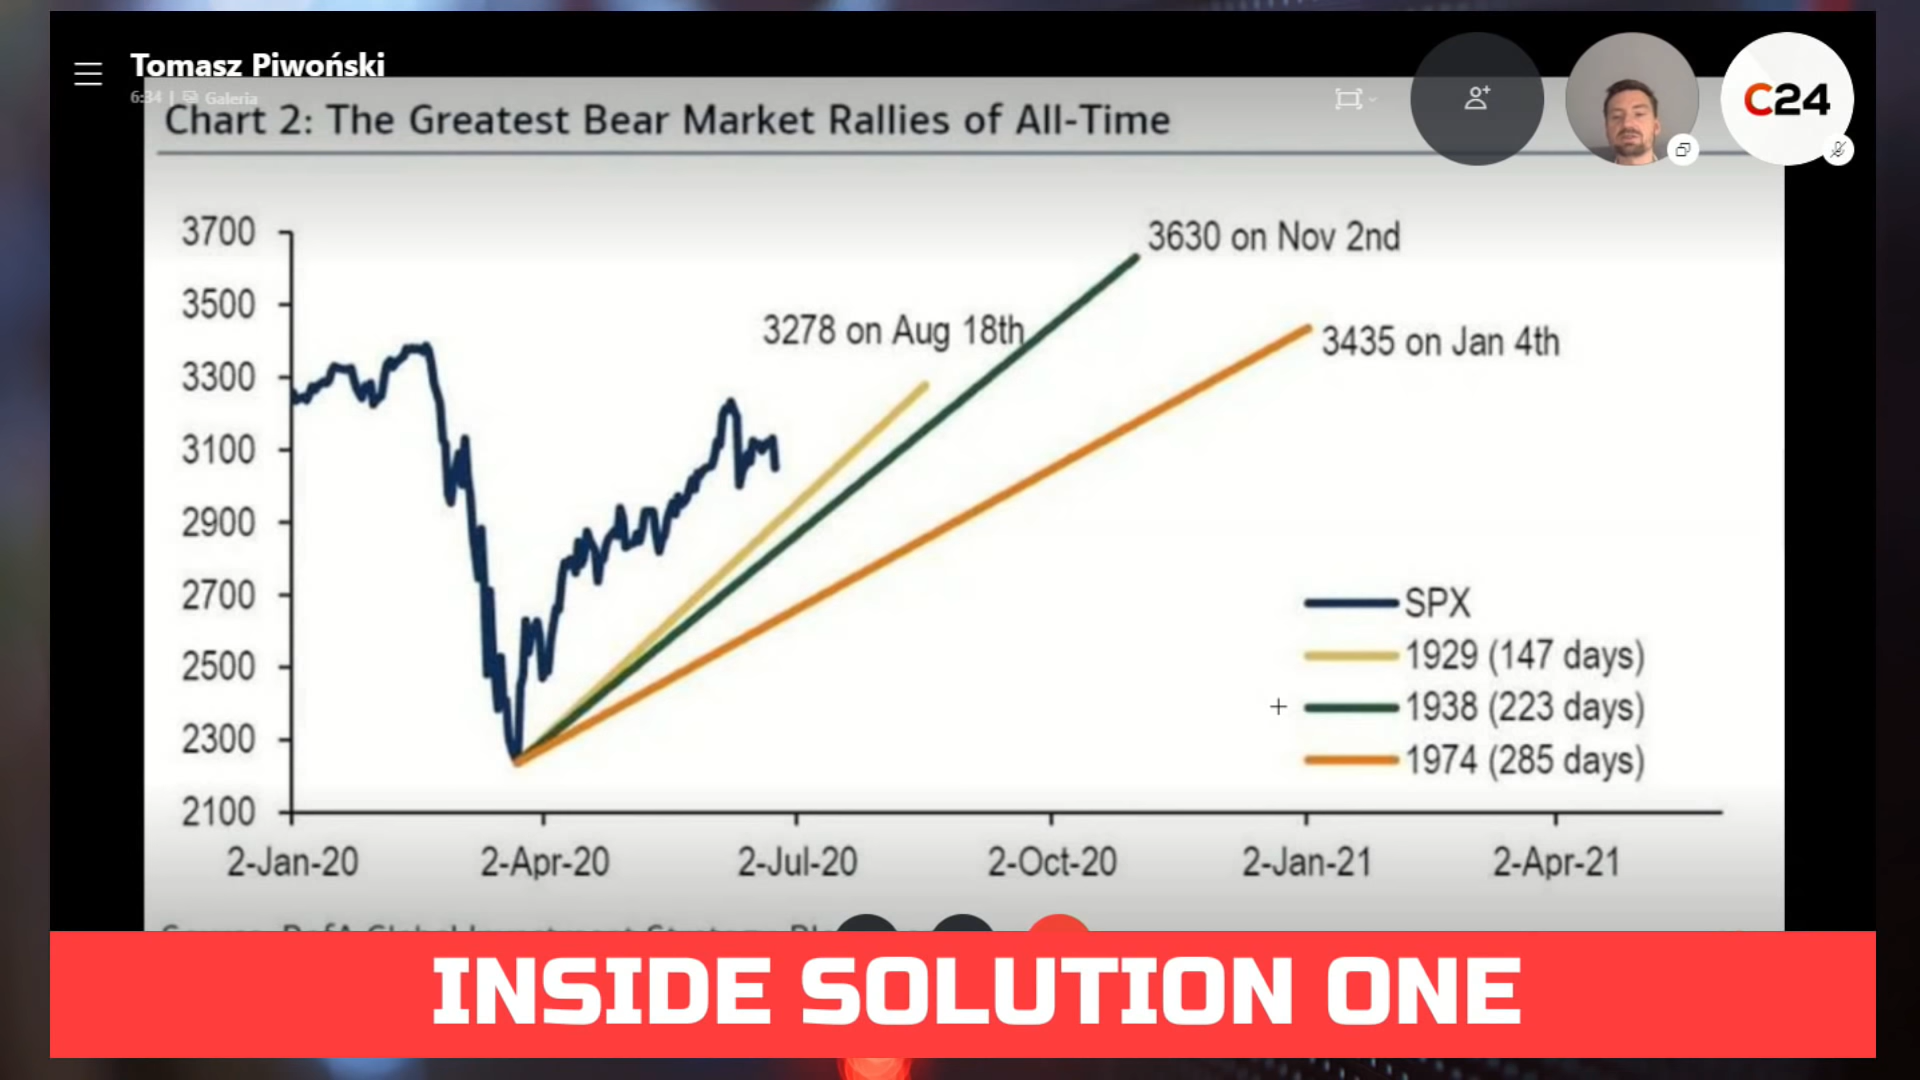 Tomasz Piwoński
6:34 | Galeria
C24
Chart 2: The Greatest Bear Market Rallies of All-Time
3700
3500
3300
3100
2900
2700
2500
2300
2100
3630 on Nov 2nd
3278 on Aug 18th
3435 on Jan 4th
SPX
1929 (147 days)
1938 (223 days)
1974 (285 days)
2-Jan-20
2-Apr-20
2-Jul-20
2-Oct-20
2-Jan-21
2-Apr-21
INSIDE SOLUTION ONE